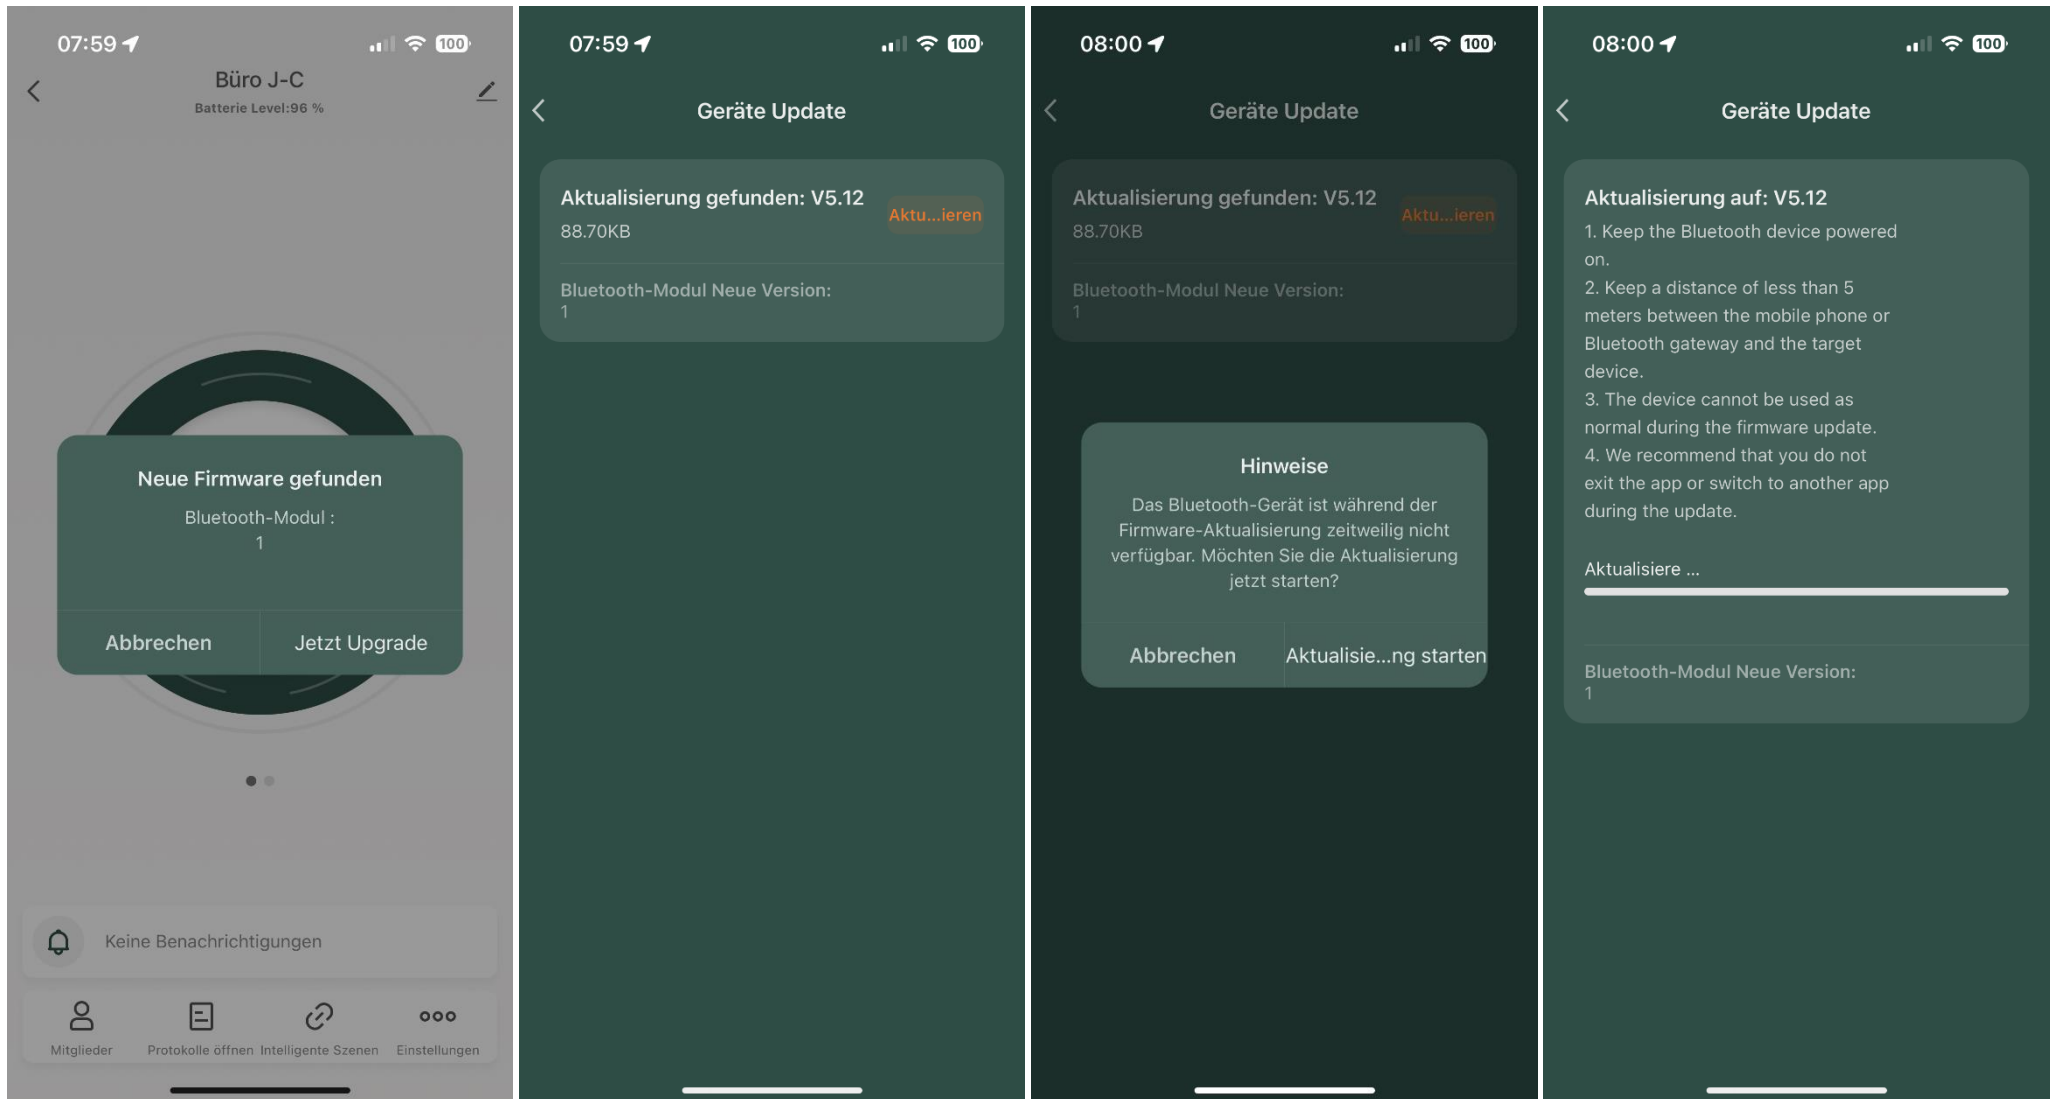 07:59
100
Büro J-C
Batterie Level:96 %
Neue Firmware gefunden
Bluetooth-Modul :
1
Abbrechen
Jetzt Upgrade
Keine Benachrichtigungen
Mitglieder
Protokolle öffnen
Intelligente Szenen
Einstellungen
07:59
100
Geräte Update
Aktualisierung gefunden: V5.12
Aktu...ieren
88.70KB
Bluetooth-Modul Neue Version:
1
08:00
100
Geräte Update
Aktualisierung gefunden: V5.12
Aktu...ieren
88.70KB
Bluetooth-Modul Neue Version:
1
Hinweise
Das Bluetooth-Gerät ist während der
Firmware-Aktualisierung zeitweilig nicht
verfügbar. Möchten Sie die Aktualisierung
jetzt starten?
Abbrechen
Aktualisie...ng starten
08:00
100
Geräte Update
Aktualisierung auf: V5.12
1. Keep the Bluetooth device powered
on.
2. Keep a distance of less than 5
meters between the mobile phone or
Bluetooth gateway and the target
device.
3. The device cannot be used as
normal during the firmware update.
4. We recommend that you do not
exit the app or switch to another app
during the update.
Aktualisiere ...
Bluetooth-Modul Neue Version:
1